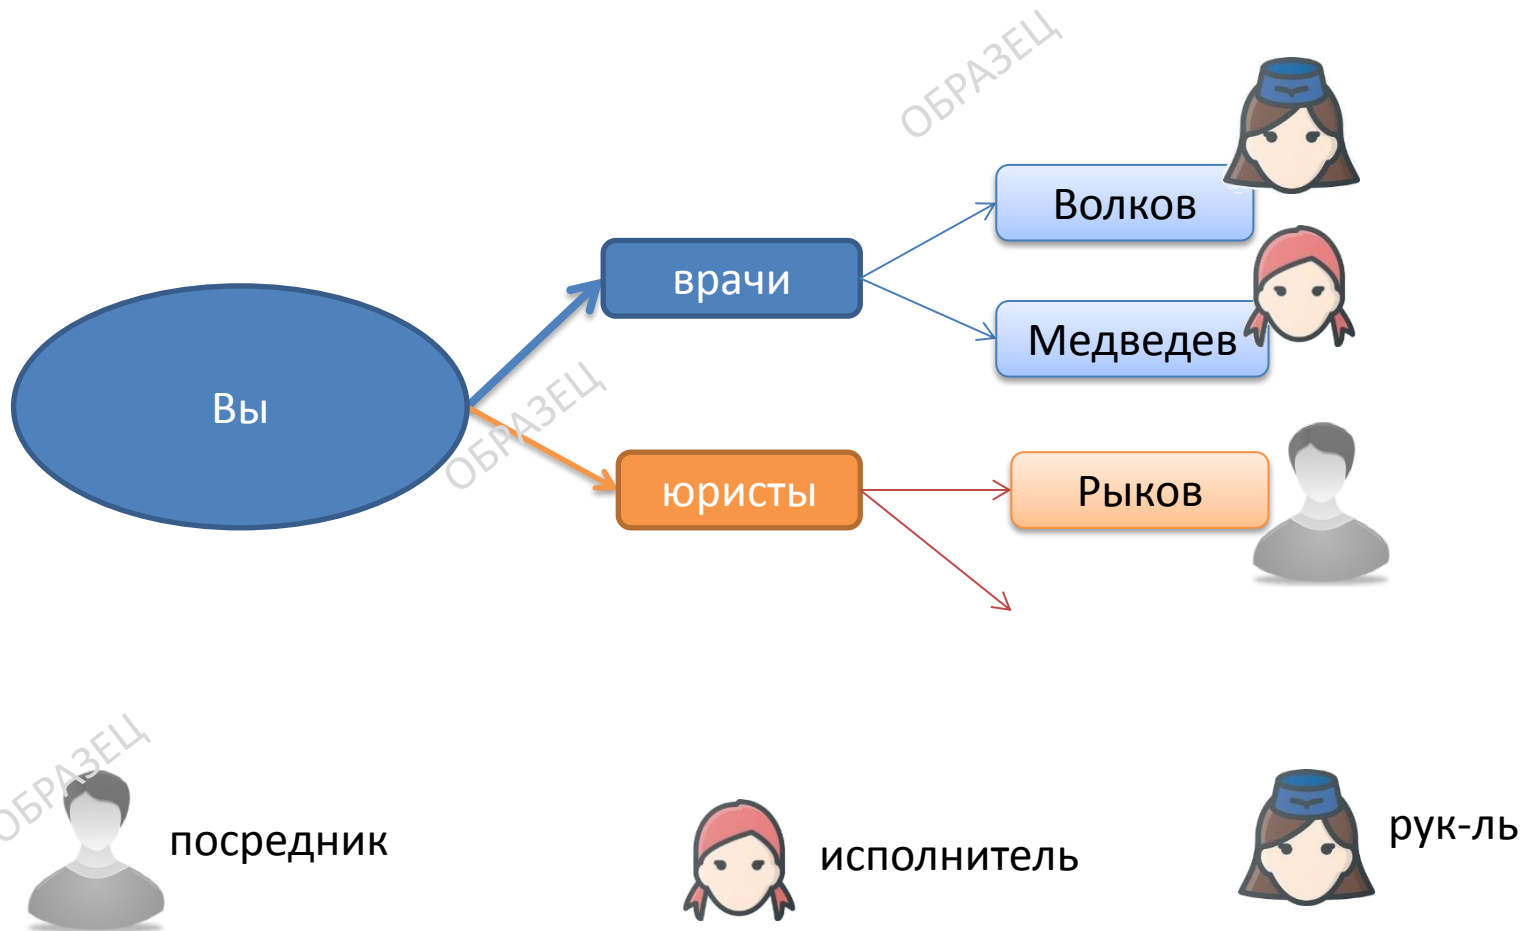 ОБРАЗЕЦ
Волков
врачи
Медведев
Вы
ОБРАЗЕЦ
юристы
Рыков
ОБРАЗЕЦ
посредник
исполнитель
рук-ль